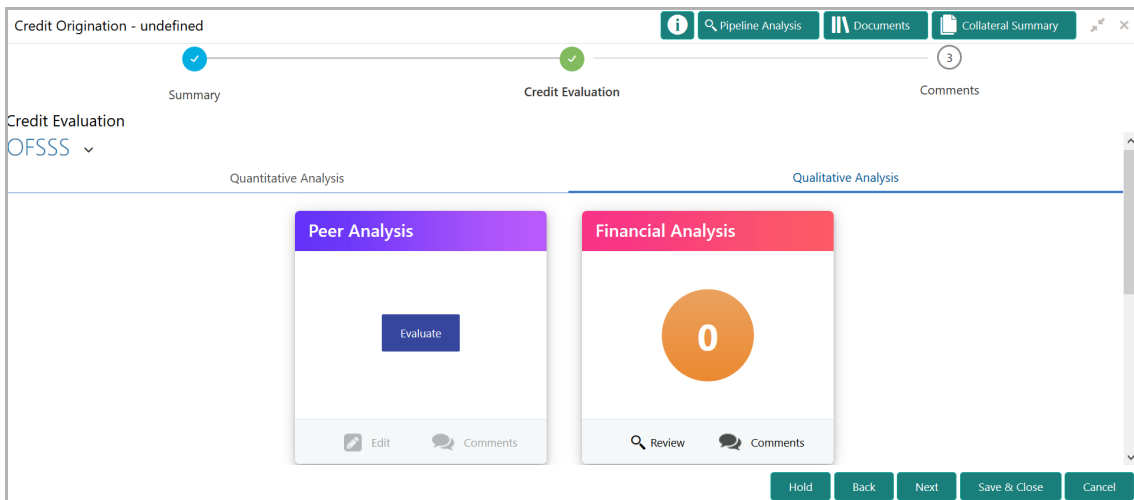 Credit Origination - undefined
i Pipeline Analysis Documents Collateral Summary
3
Summary Credit Evaluation Comments
Credit Evaluation
OFSSS
Quantitative Analysis Qualitative Analysis
Peer Analysis Financial Analysis
Evaluate 0
Edit Comments Review Comments
Hold Back Next Save & Close Cancel